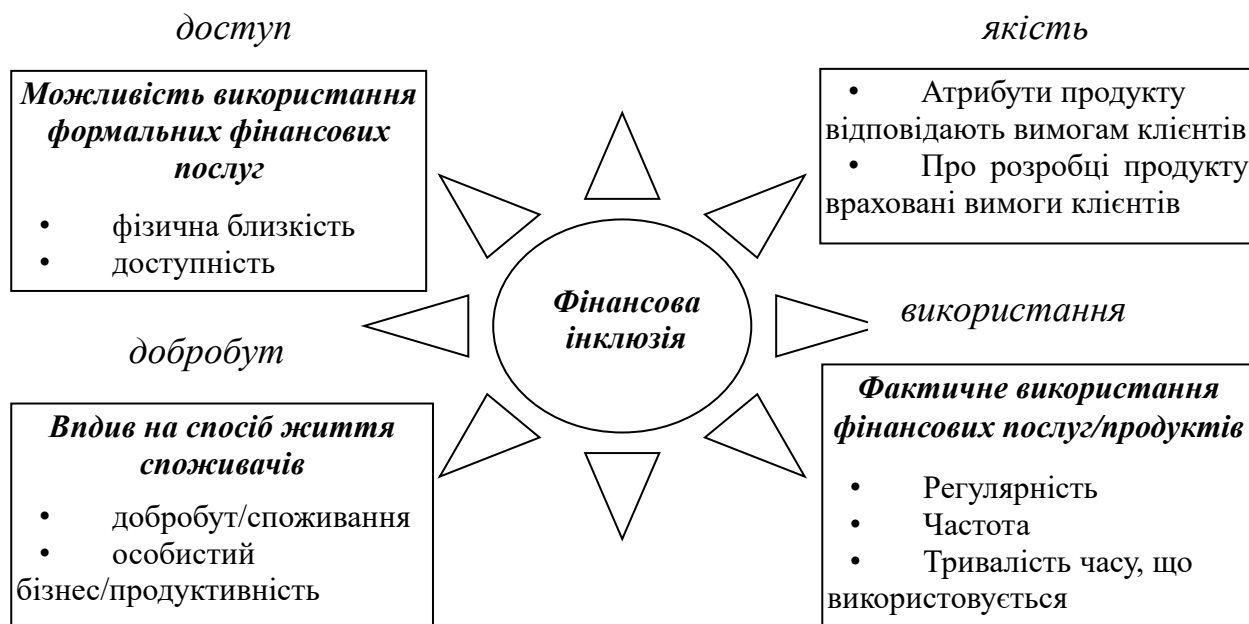 доступ
Можливість використання
формальних фінансових
послуг
• фізична близкість
• доступність
якість
• Атрибути продукту
відповідають вимогам клієнтів
• Про розробці продукту
враховані вимоги клієнтів
Фінансова
інклюзія
добробут
Впдив на спосіб життя
споживачів
• добробут/споживання
• особистий
бізнес/продуктивність
використання
Фактичне використання
фінансових послуг/продуктів
• Регулярність
• Частота
• Тривалість часу, що
використовується